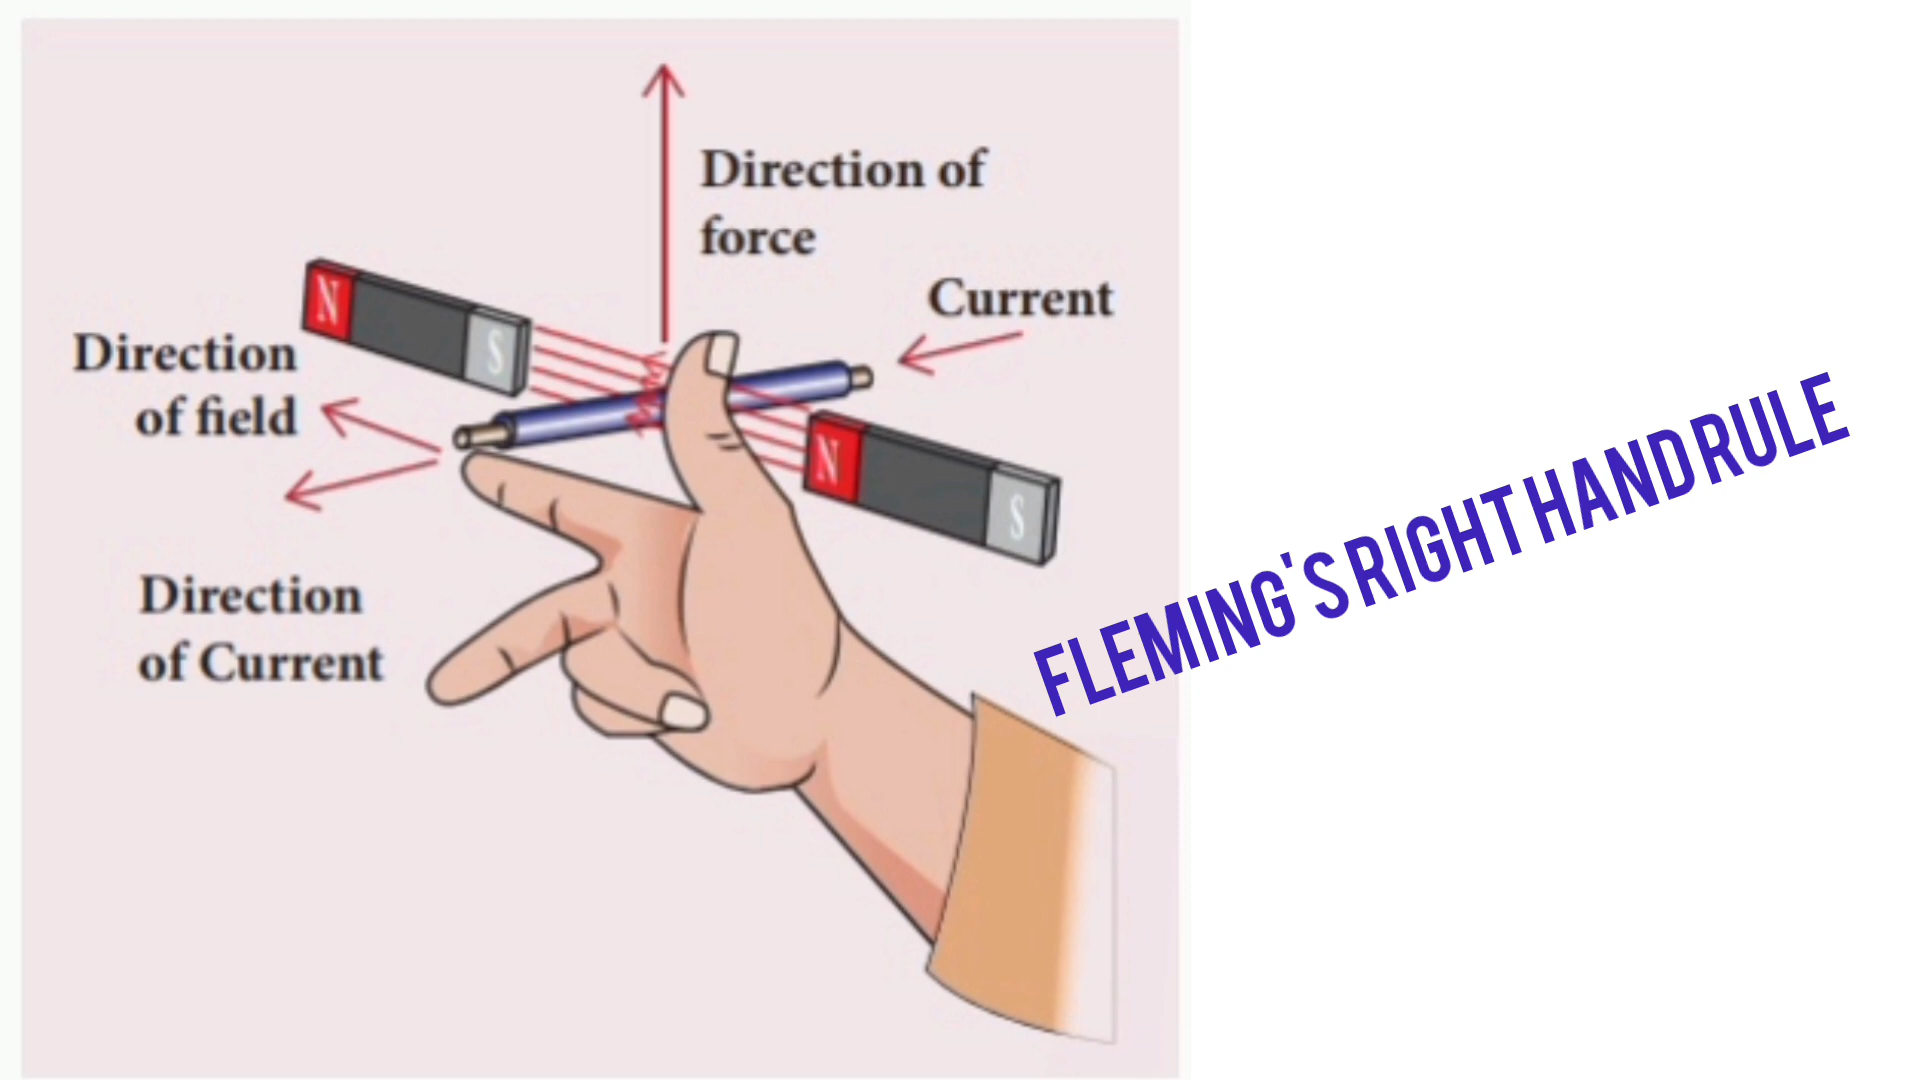 Direction of
force
Current
N
S
Direction
of field
N
S
Direction
of Current
FLEMING'S RIGHT HAND RULE